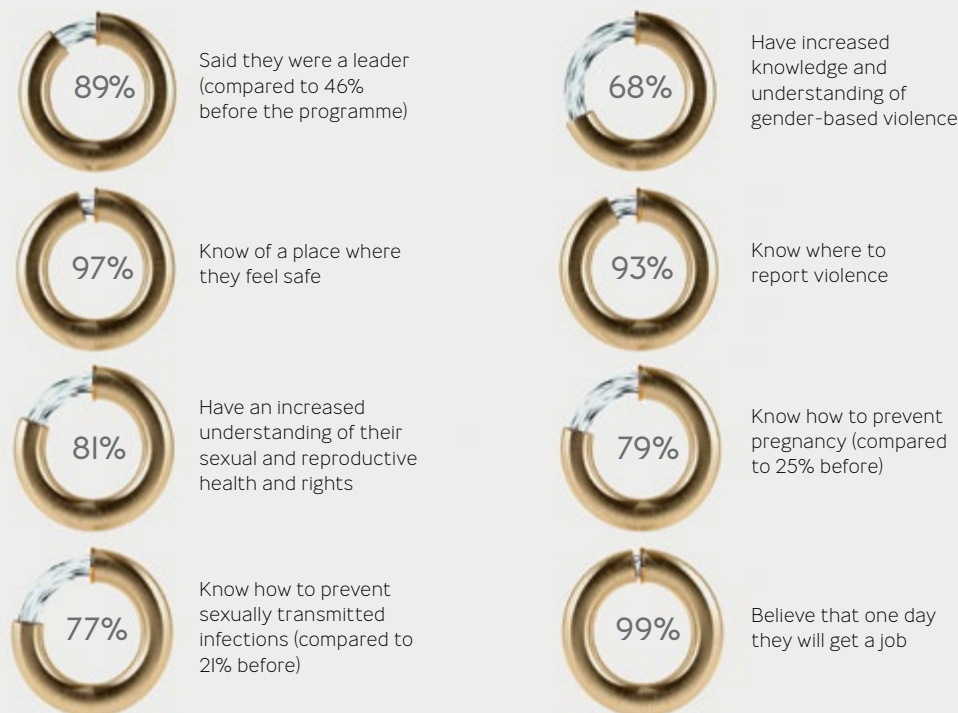 89%
Said they were a leader
(compared to 46%
before the programme)
68%
Have increased
knowledge and
understanding of
gender-based violence
97%
Know of a place where
they feel safe
93%
Know where to
report violence
81%
Have an increased
understanding of their
sexual and reproductive
health and rights
79%
Know how to prevent
pregnancy (compared
to 25% before)
77%
Know how to prevent
sexually transmitted
infections (compared to
21% before)
99%
Believe that one day
they will get a job